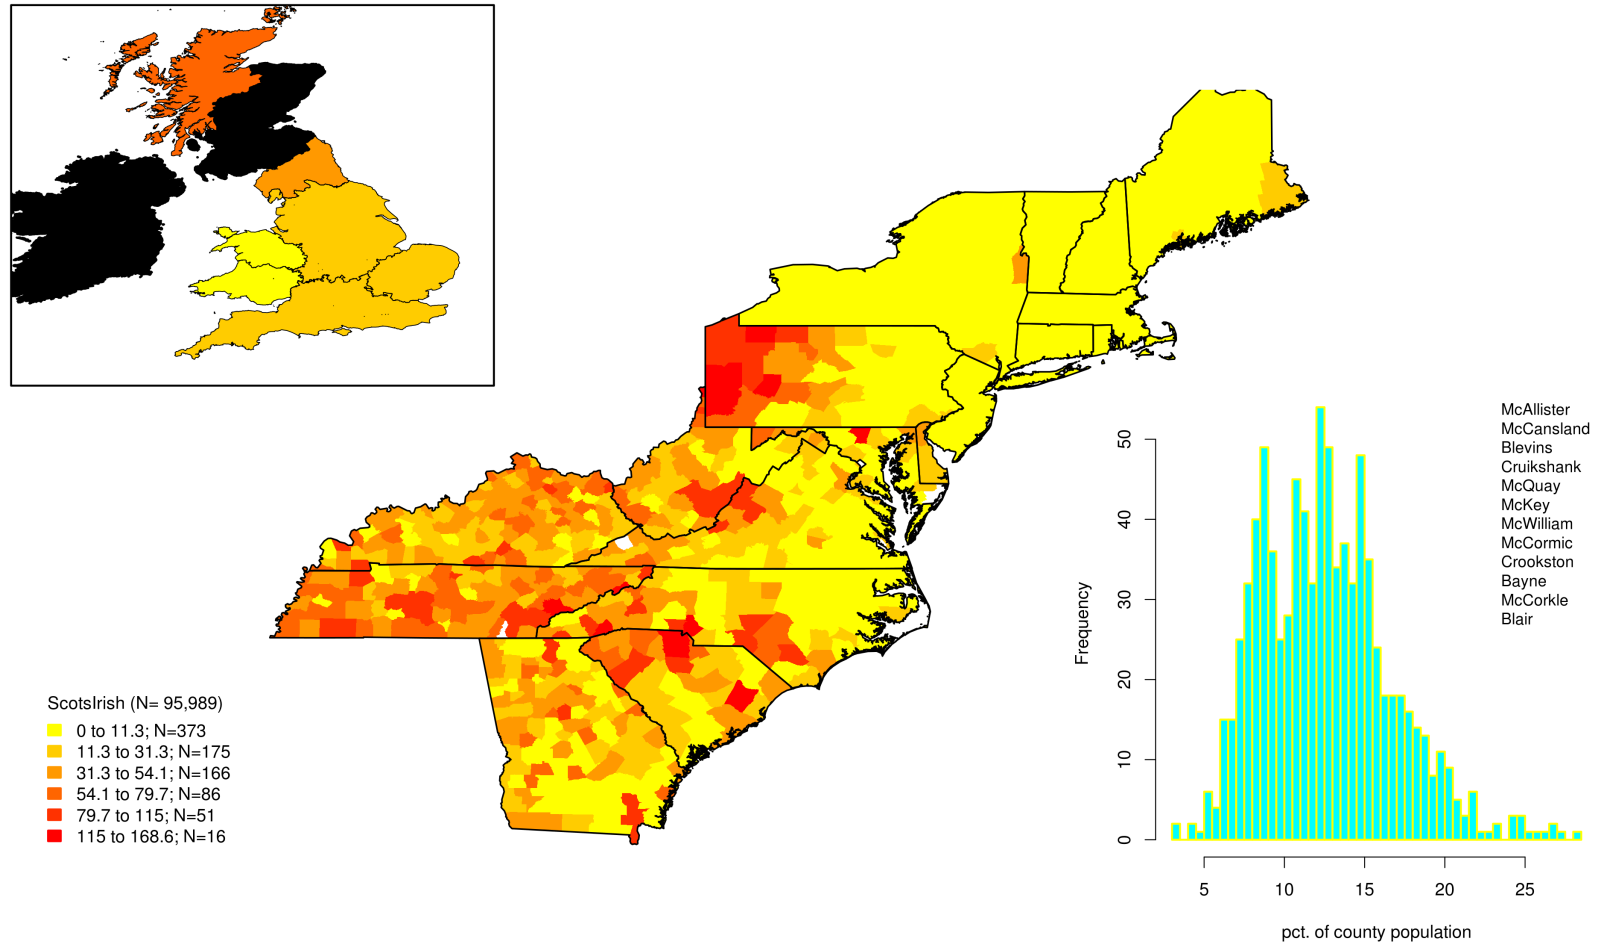 ScotsIrish (N= 95,989)
0 to 11.3; N=373
11.3 to 31.3; N=175
31.3 to 54.1; N=166
54.1 to 79.7; N=86
79.7 to 115; N=51
115 to 168.6; N=16
McAllister
McCansland
Blevins
Cruikshank
McQuay
McKey
McWilliam
McCormic
Crookston
Bayne
McCorkle
Blair
Frequency
50
40
30
20
10
0
5 10 15 20 25
pct. of county population